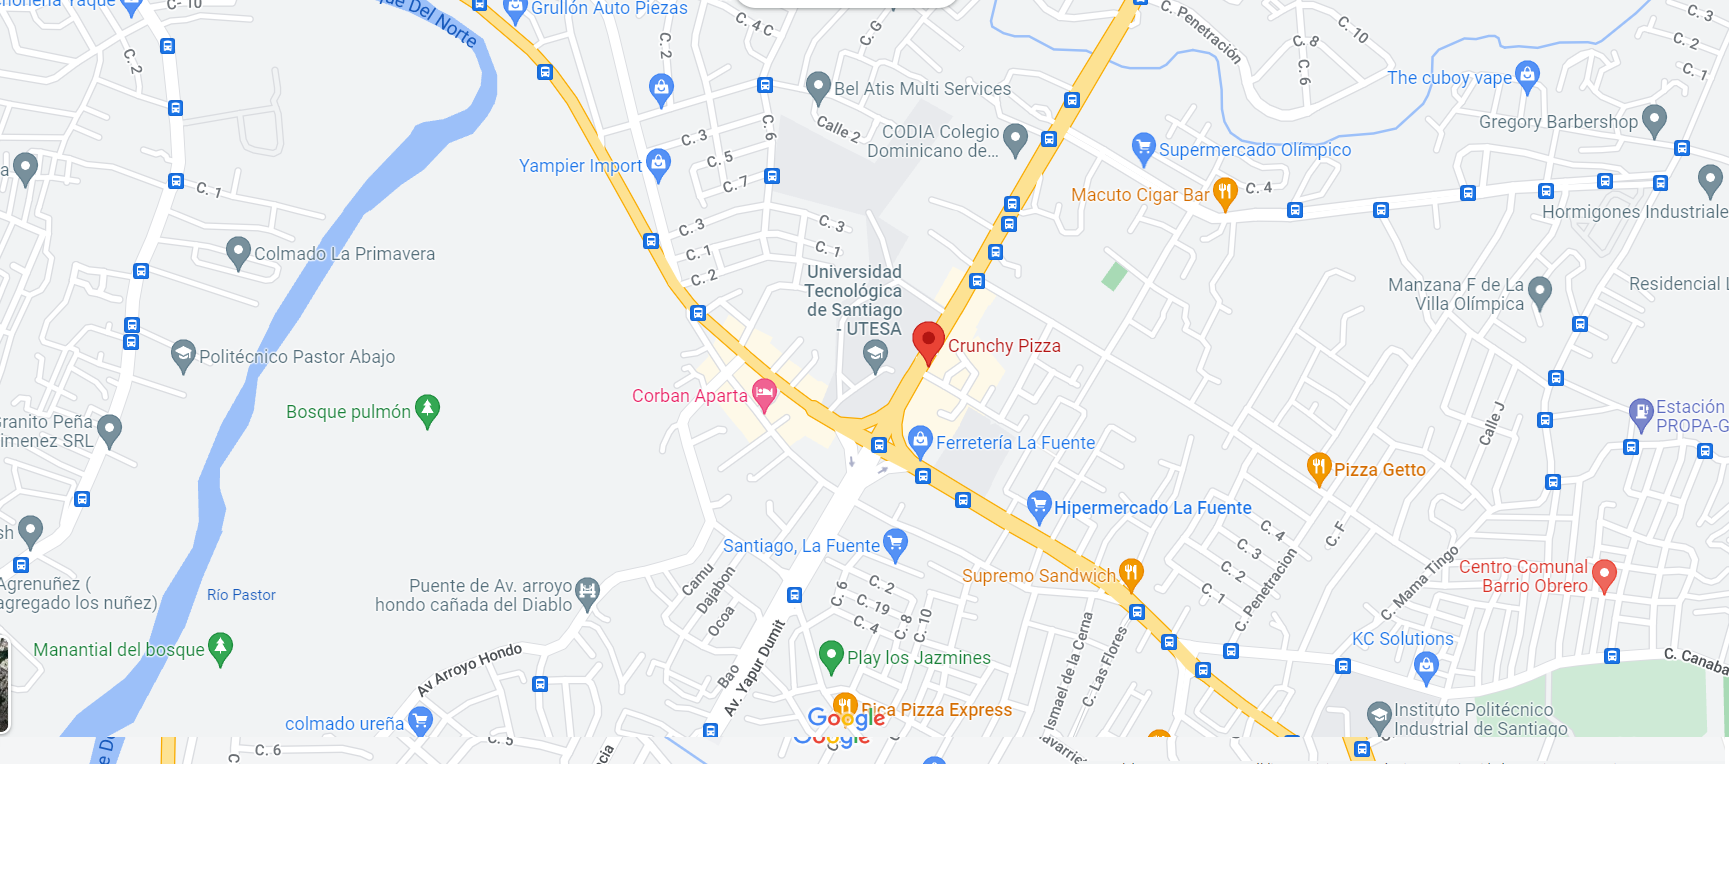 Yaque
C- 10
Grullón Auto Piezas
Del Norte
C. 2
C. 2
C. 4 C
C. G
C. Penetración
C. 8
C. 10
C. 6
C. 3
C. 2
C. 1
The cuboy vape
Bel Atis Multi Services
Calle 2
CODIA Colegio
Dominicano de...
Gregory Barbershop
C. 3
C. 6
C. 5
C. 7
Yampier Import
Supermercado Olímpico
Macuto Cigar Bar
C. 4
C. 1
Hormigones Industriale
C. 3
C. 3
C. 1
C. 1
C. 2
Colmado La Primavera
Universidad
Tecnológica
de Santiago
- UTESA
Manzana F de La
Villa Olímpica
Residencial
Crunchy Pizza
Politécnico Pastor Abajo
Corban Aparta
Bosque pulmón
Granito Peña
imenez SRL
Calle J
Estación
PROPA-G
Ferretería La Fuente
Pizza Getto
Hipermercado La Fuente
sh
C. 4
C. F
C. 3
C. 2
C. 1
C. Penetracion
C. Mama Tingo
Santiago, La Fuente
Supremo Sandwich
Centro Comunal
Barrio Obrero
Agrenuñez (
agregado los nuñez)
Río Pastor
Puente de Av. arroyo
hondo cañada del Diablo
Camu
Dajabon
Ocoa
C. 6
C. 2
C. 19
C. 4
C. 8
C. 10
Manantial del bosque
Av Arroyo Hondo
Bao
Av. Yapur Dumit
Play los Jazmines
Ismael de la Cerna
C- Las Flores
KC Solutions
C. Canaba
colmado ureña
Rica Pizza Express
Google
Google
Instituto Politécnico
Industrial de Santiago
C. 6
C. 5